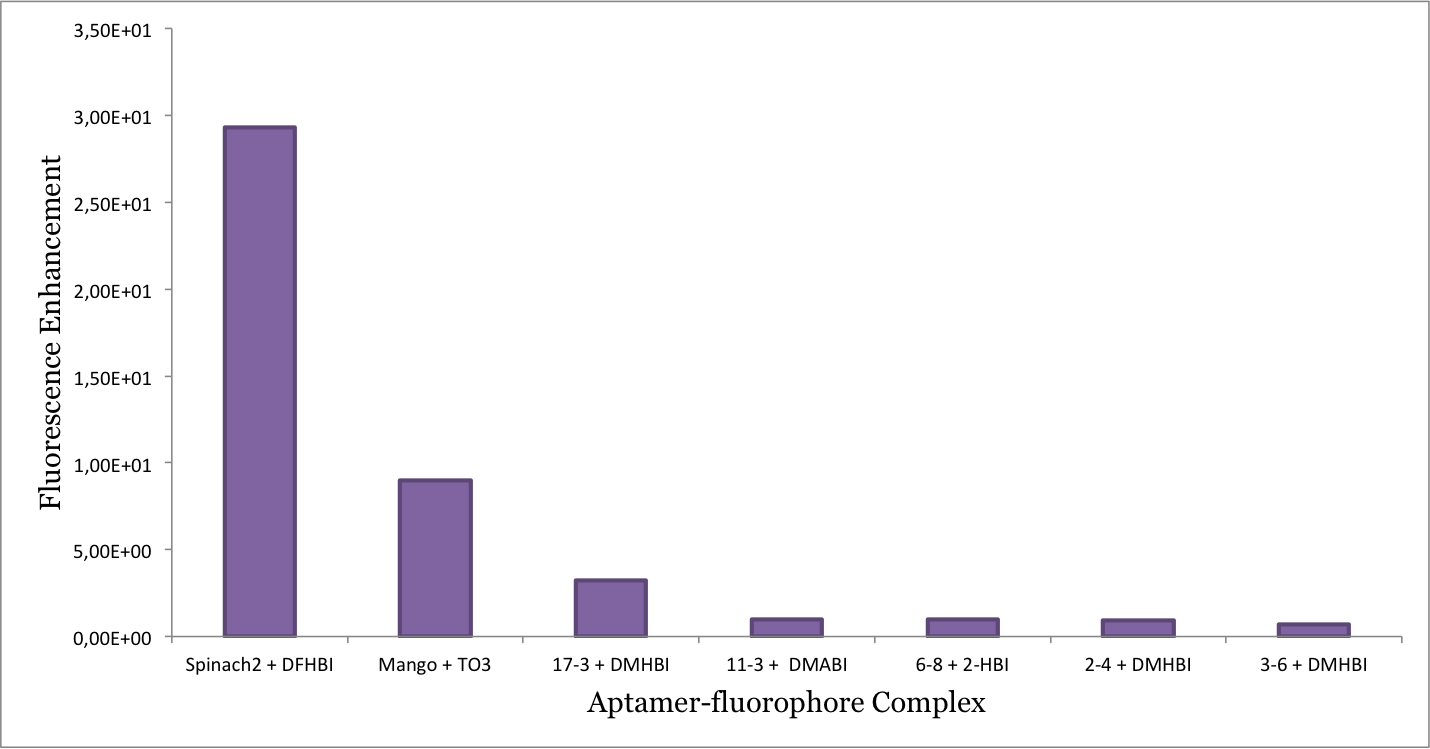 Fluorescence Enhancement
3,50E+01
3,00E+01
2,50E+01
2,00E+01
1,50E+01
1,00E+01
5,00E+00
0,00E+00
Spinach2 + DFHBI
Mango + TO3
17-3 + DMHBI
11-3 +  DMABI
6-8 + 2-HBI
2-4 + DMHBI
3-6 + DMHBI
Aptamer-fluorophore Complex